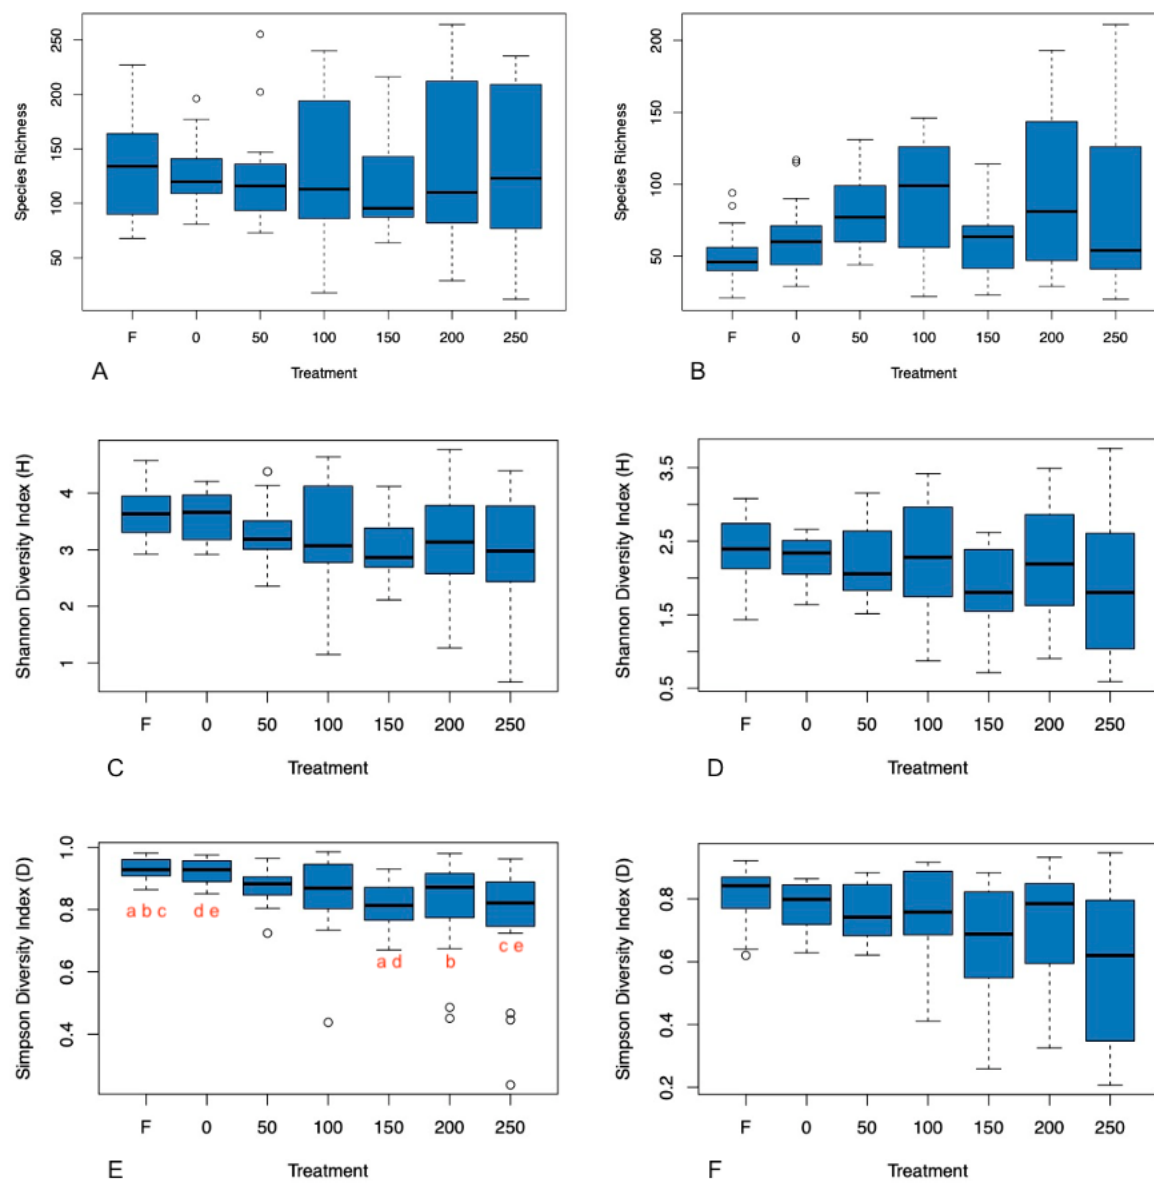 Species Richness
250
200
150
100
50
F 0 50 100 150 200 250
A Treatment
Species Richness
200
150
100
50
F 0 50 100 150 200 250
B Treatment
Shannon Diversity Index (H)
4
3
2
1
F 0 50 100 150 200 250
C Treatment
Shannon Diversity Index (H)
3.5
2.5
1.5
0.5
F 0 50 100 150 200 250
D Treatment
Simpson Diversity Index (D)
1.0
0.8
0.6
0.4
a b c d e a d b c e
F 0 50 100 150 200 250
E Treatment
Simpson Diversity Index (D)
0.8
0.6
0.4
0.2
F 0 50 100 150 200 250
F Treatment